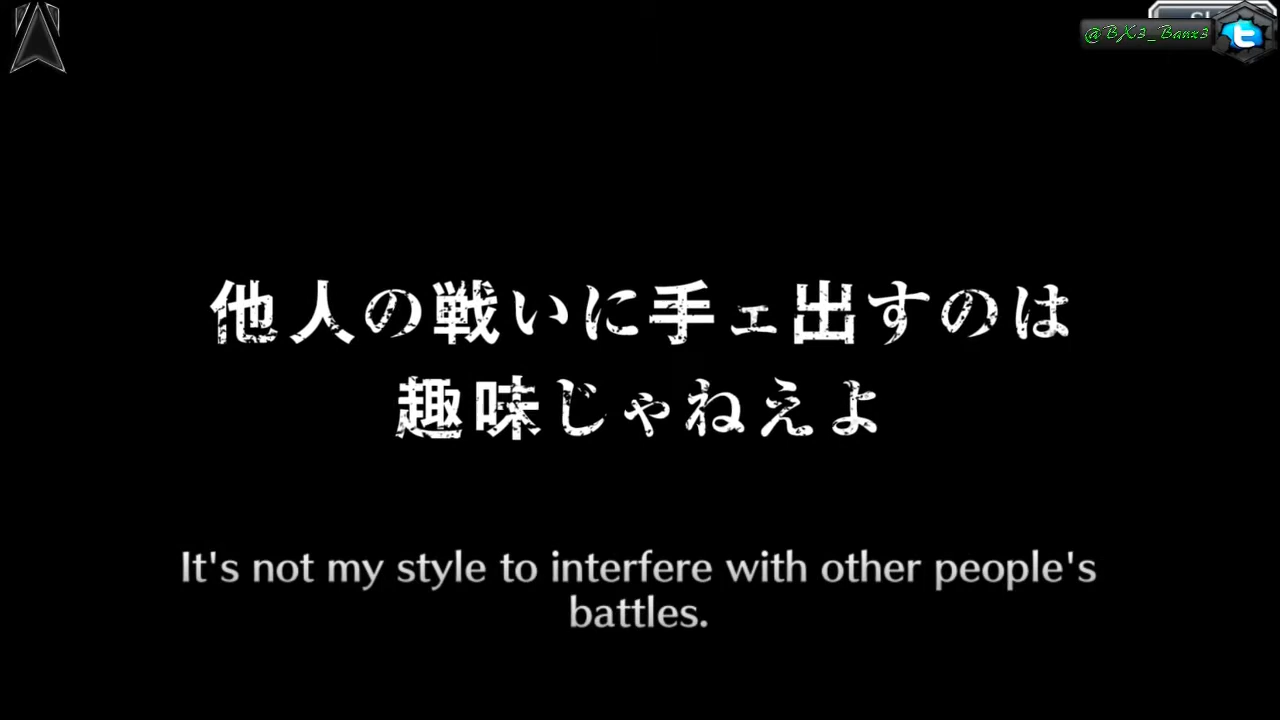 @BX3_Banx3
他人の戦いに手ェ出すのは
趣味じゃねえよ
It's not my style to interfere with other people's
battles.